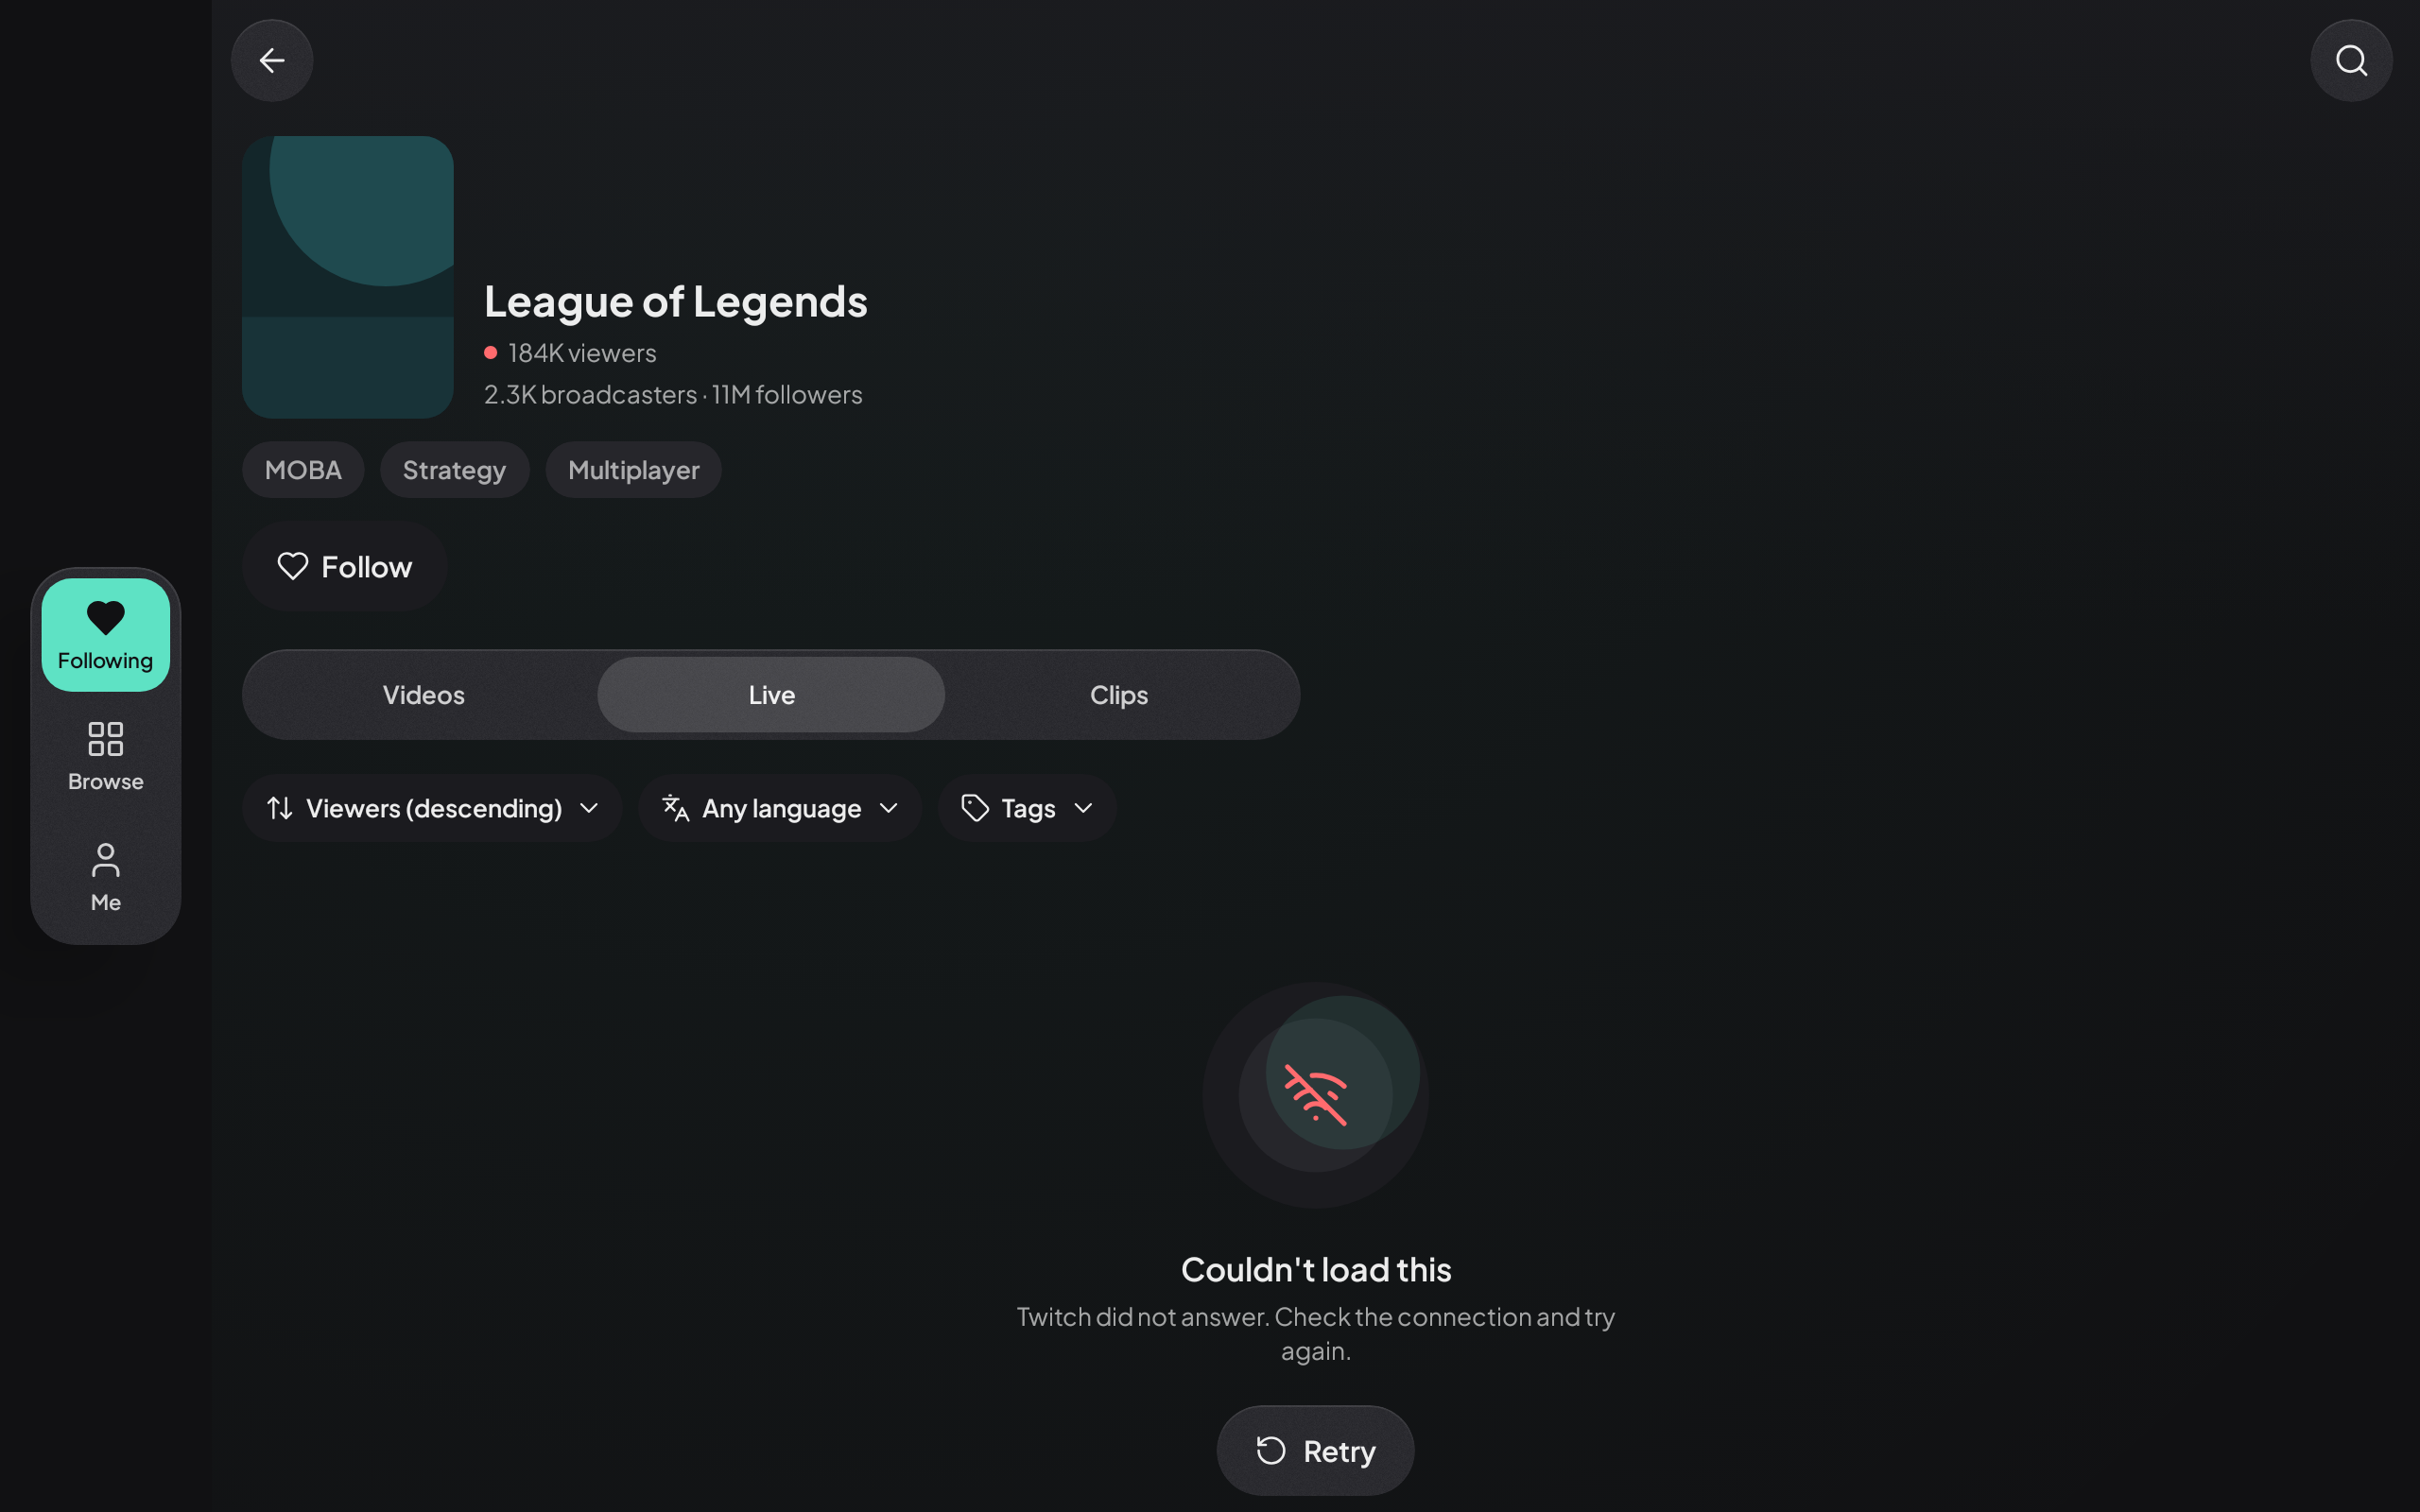 League of Legends
184K viewers
2.3K broadcasters · 11M followers
MOBA
Strategy
Multiplayer
Follow
Following
Browse
Me
Videos
Live
Clips
Viewers (descending)
Any language
Tags
Couldn't load this
Twitch did not answer. Check the connection and try
again.
Retry